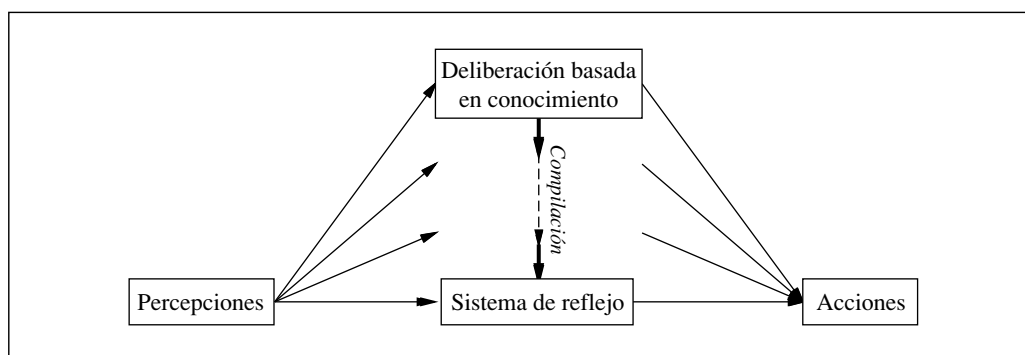 Deliberación basada
en conocimiento
Compilación
Percepciones
Sistema de reflejo
Acciones